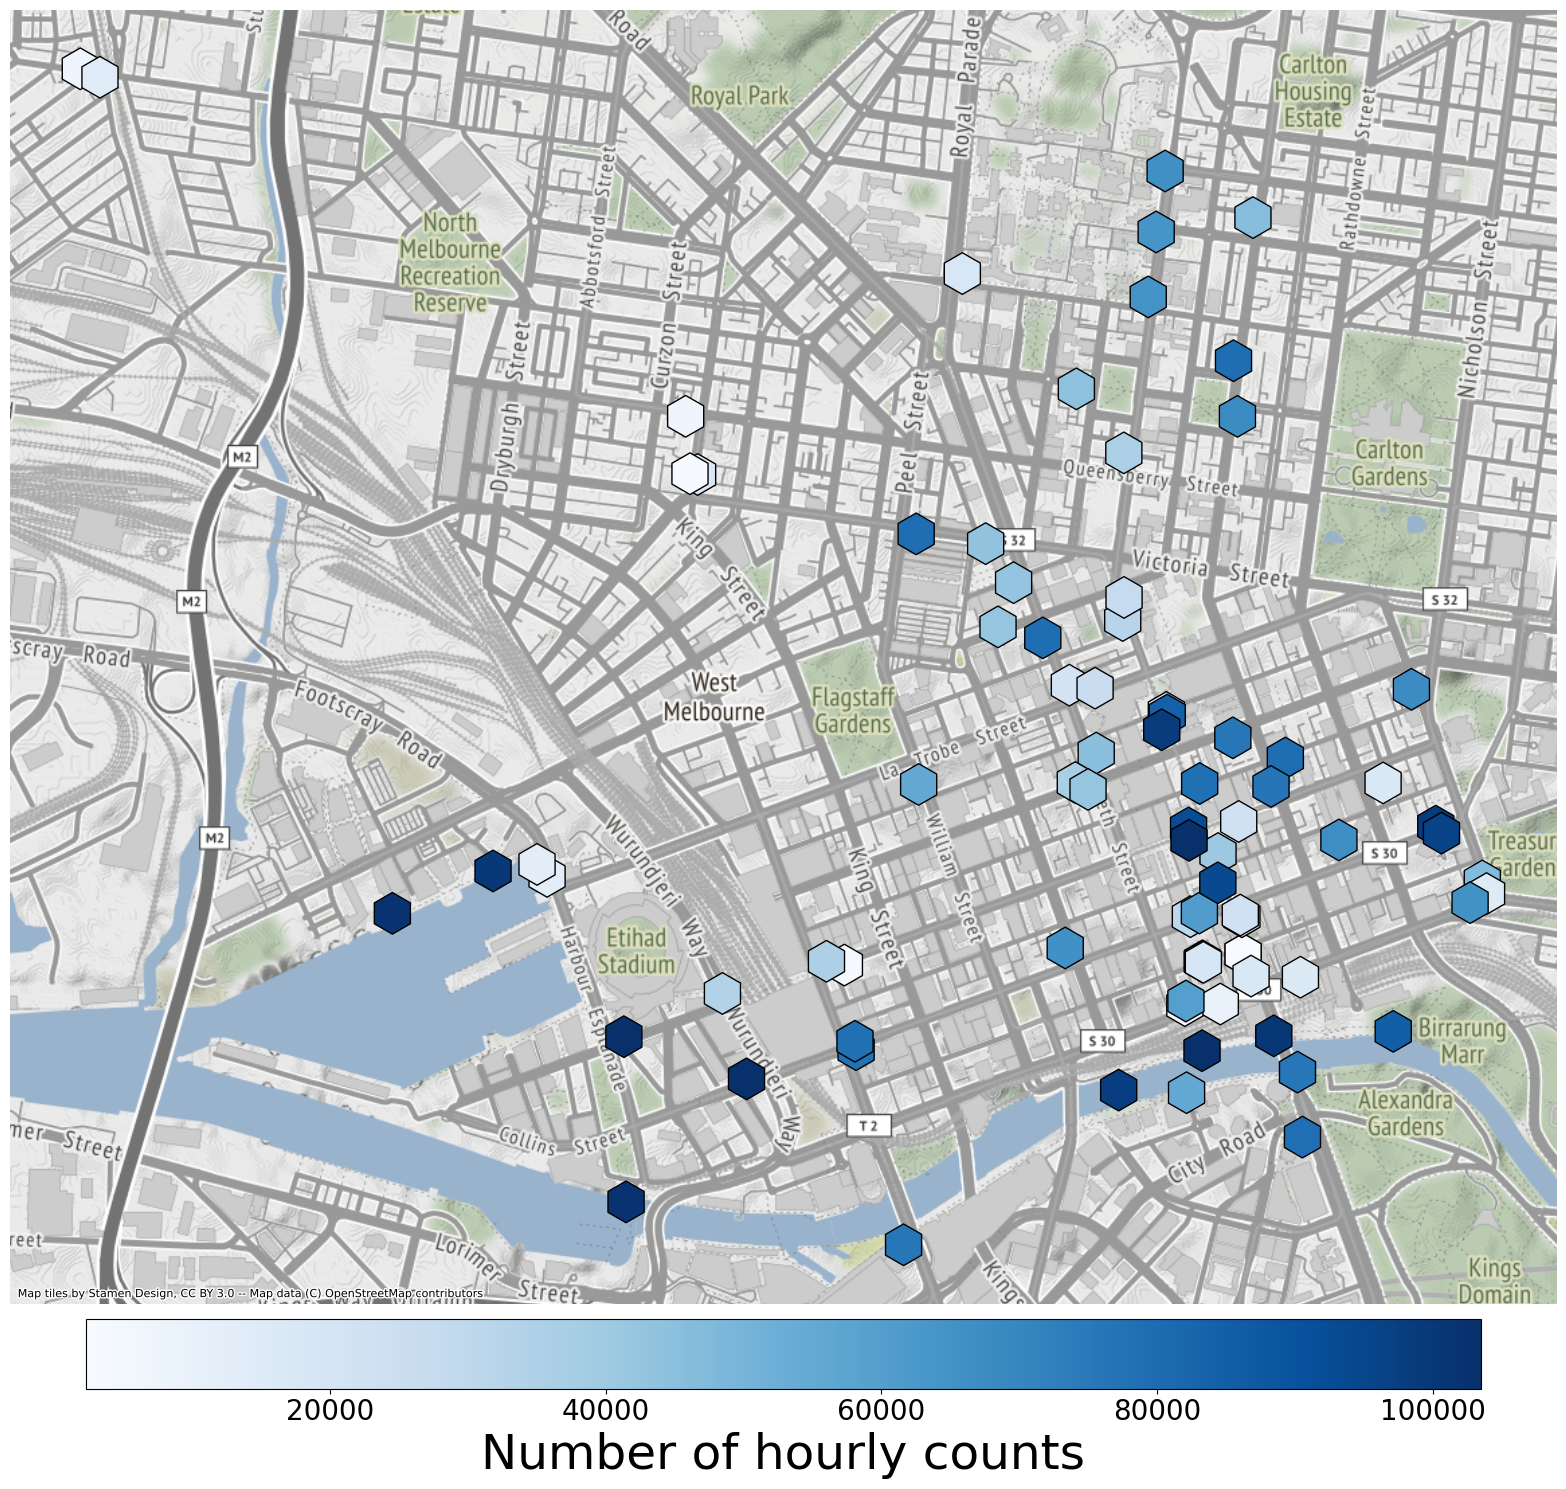 Road
Royal Parade
Royal Park
Carlton
Housing
Estate
Rathdowne Street
North
Melbourne
Recreation
Reserve
Abbotsford Street
Curzon Street
Nicholson Street
Dryburgh Street
Peel Street
Carlton
Gardens
M2
Queensberry Street
King Street
S 32
Victoria Street
M2
S 32
Road
Footscray Road
West
Melbourne
Flagstaff
Gardens
La Trobe Street
M2
Wurundjeri Way
King Street
William Street
Street
S 30
Etihad
Stadium
Harbour Esplanade
Wurundjeri Way
S 30
Birrarung
Marr
Alexandra
Gardens
T 2
Collins Street
City Road
Street
Lorimer Street
Kings
Kings
Domain
Map tiles by Stamen Design, CC BY 3.0 -- Map data (C) OpenStreetMap contributors
20000 40000 60000 80000 100000
Number of hourly counts